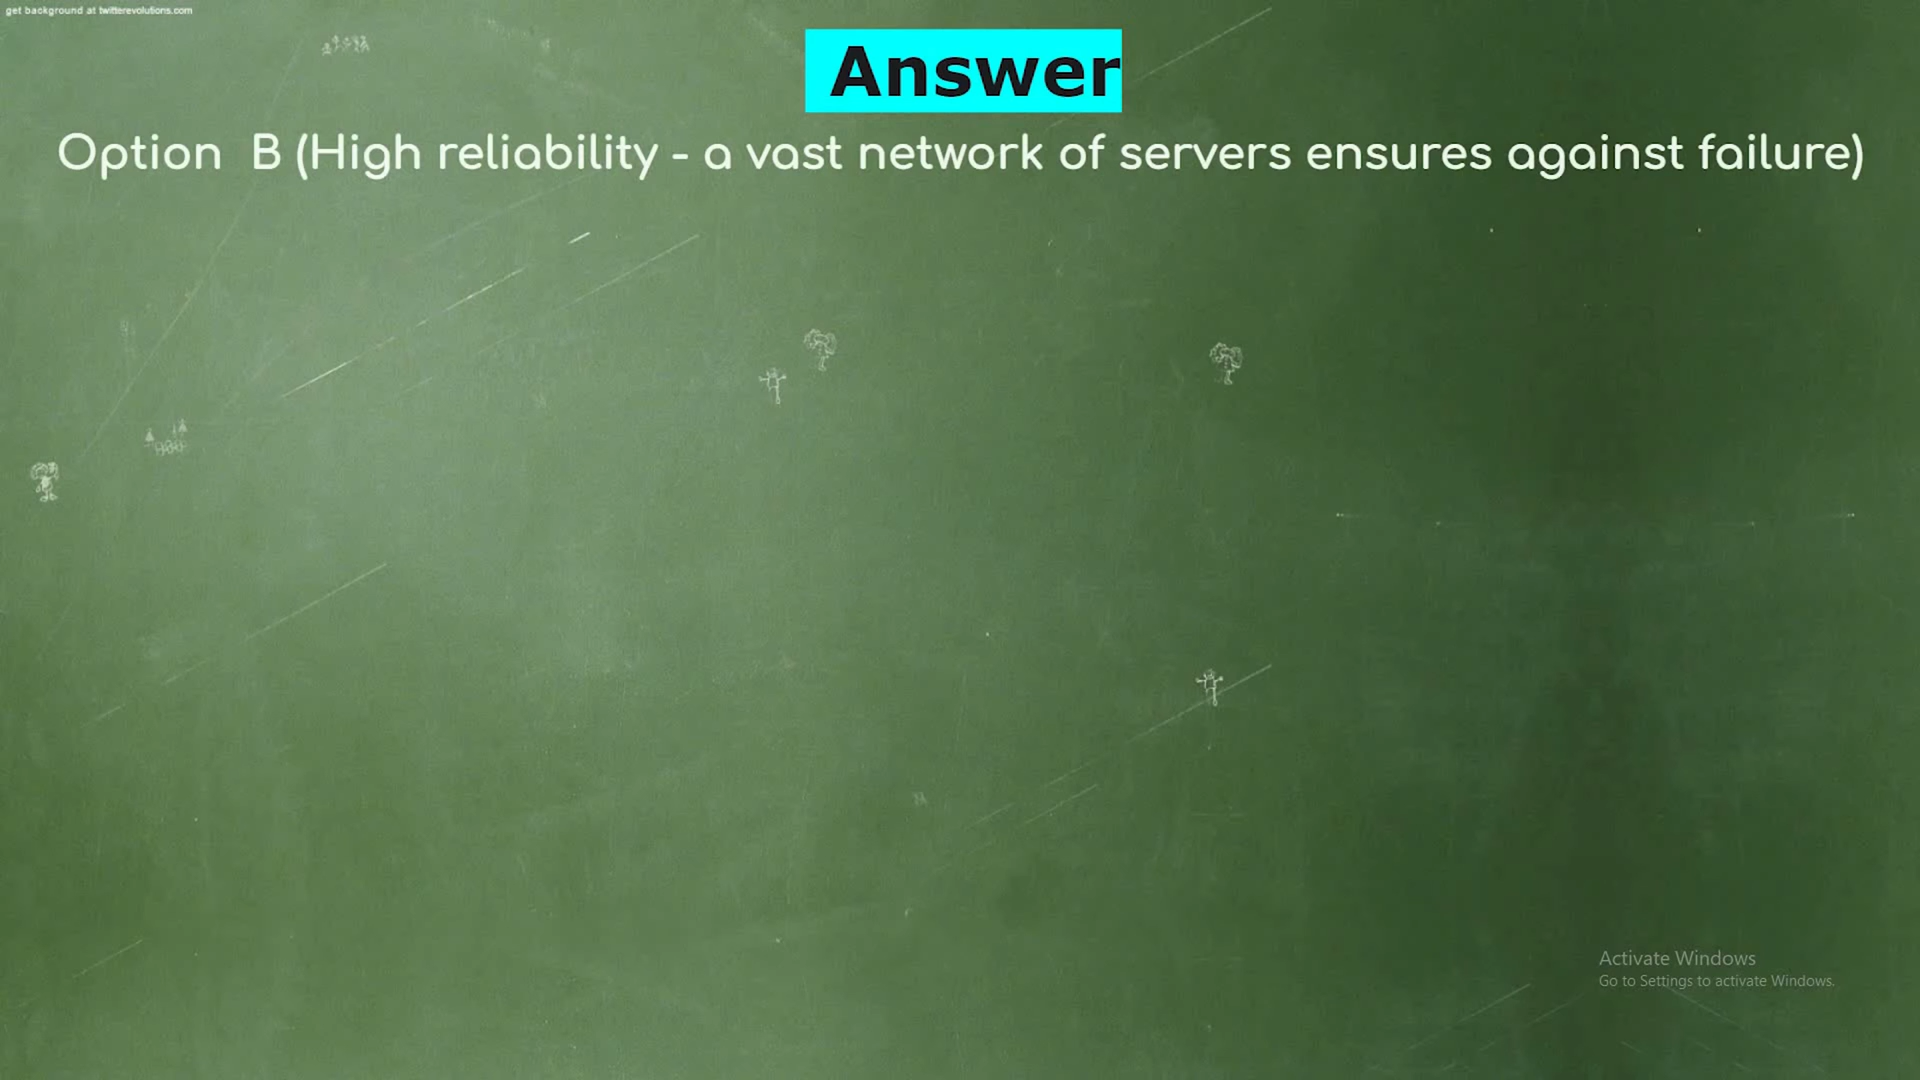 get background at twitterevolutions.com
Answer
Option B (High reliability - a vast network of servers ensures against failure)
Activate Windows
Go to Settings to activate Windows.